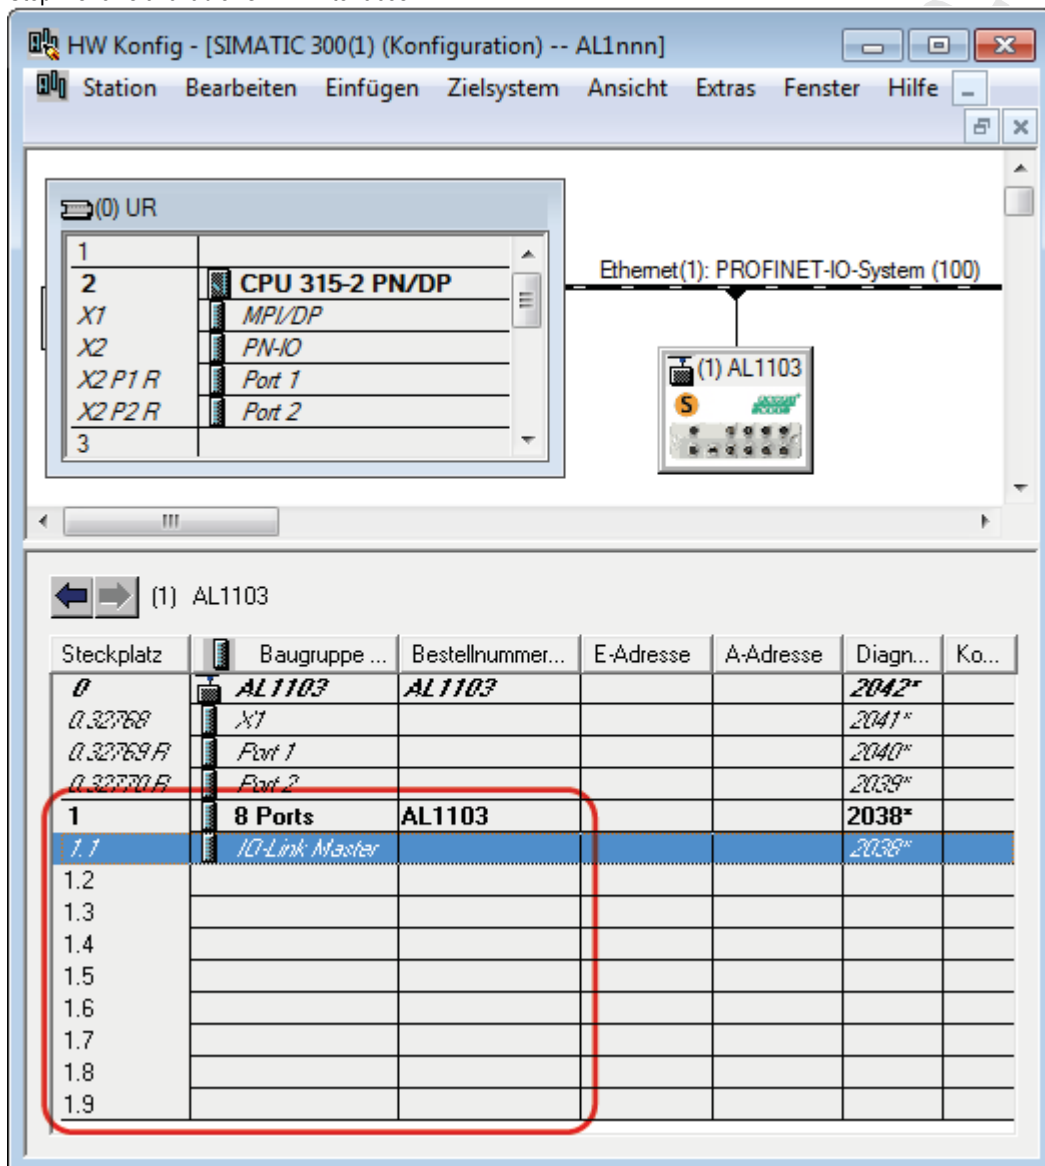 HW Konfig - [SIMATIC 300(1) (Konfiguration) -- AL1nnn]
Station Bearbeiten Einfügen Zielsystem Ansicht Extras Fenster Hilfe
(0) UR
1
2 CPU 315-2 PN/DP
X1 MPI/DP
X2 PN-IO
X2 P1 R Port 1
X2 P2 R Port 2
3
Ethernet(1): PROFINET-IO-System (100)
(1) AL1103
S
(1) AL1103
Steckplatz Baugruppe ... Bestellnummer... E-Adresse A-Adresse Diagn... Ko...
0 AL1103 AL1103 2042*
0.32768 X1 2041*
0.32769 R Port 1 2040*
0.32770 R Port 2 2039*
1 8 Ports AL1103 2038*
1.1 IO-Link Master 2038*
1.2
1.3
1.4
1.5
1.6
1.7
1.8
1.9